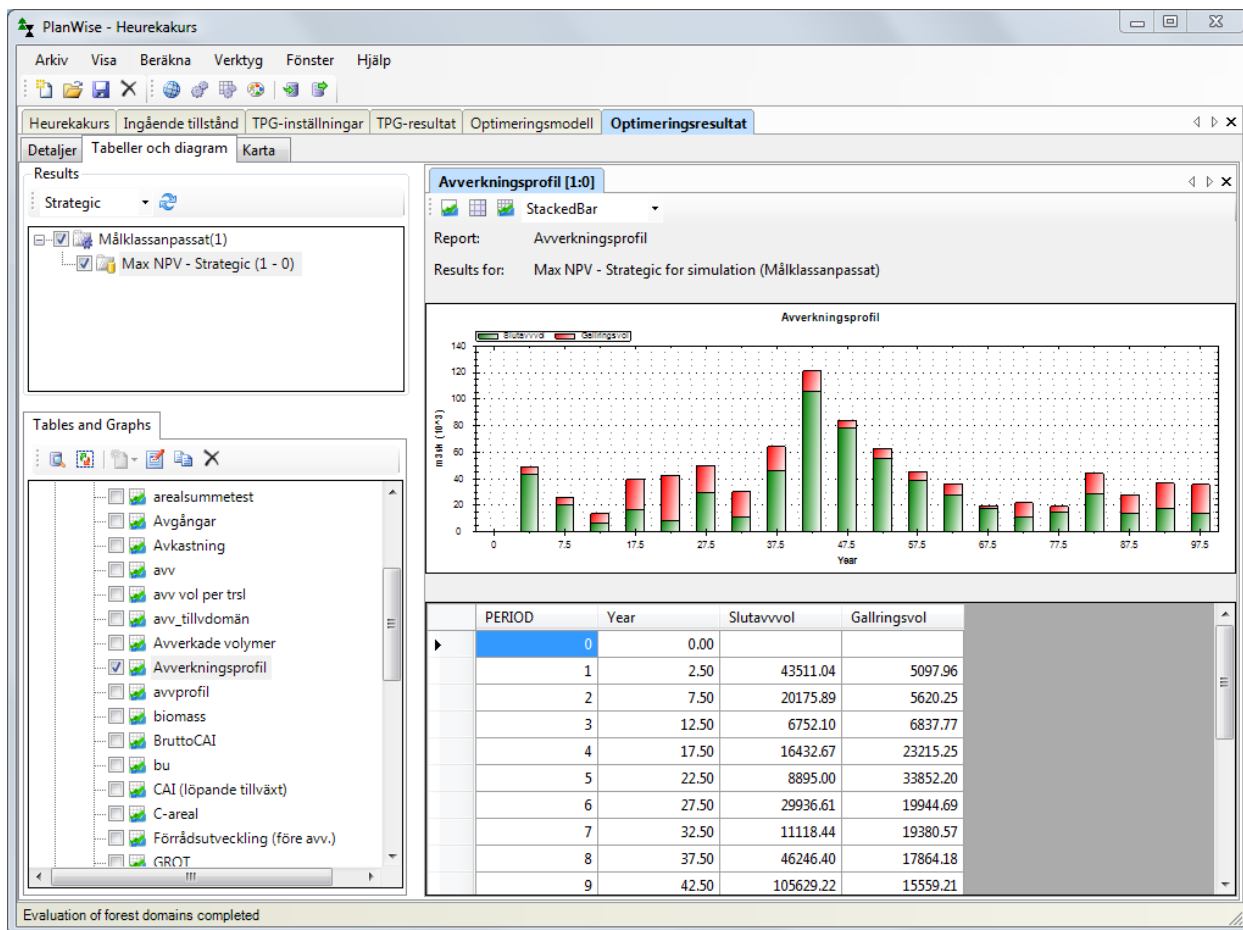 PlanWise - Heurekakurs
Arkiv Visa Beräkna Verktyg Fönster Hjälp
Heurekakurs Ingående tillstånd TPG-inställningar TPG-resultat Optimeringsmodell Optimeringsresultat
Detaljer Tabeller och diagram Karta
Results
Strategic
Målklassanpassat(1)
Max NPV - Strategic (1 - 0)
Tables and Graphs
arealsummetest
Avgångar
Avkastning
avv
avv vol per trsl
avv_tillvdomän
Avverkade volymer
Avverkningsprofil
avvprofil
biomass
BruttoCAI
bu
CAI (löpande tillväxt)
C-areal
Förrådsutveckling (före avv.)
GROT
Avverkningsprofil [1:0]
StackedBar
Report: Avverkningsprofil
Results for: Max NPV - Strategic for simulation (Målklassanpassat)
Avverkningsprofil
Slutavvvol Gallringsvol
m3sk (10^3)
140
120
100
80
60
40
20
0
0 7.5 17.5 27.5 37.5 47.5 57.5 67.5 77.5 87.5 97.5
Year
PERIOD Year Slutavvvol Gallringsvol
0 0.00
1 2.50 43511.04 5097.96
2 7.50 20175.89 5620.25
3 12.50 6752.10 6837.77
4 17.50 16432.67 23215.25
5 22.50 8895.00 33852.20
6 27.50 29936.61 19944.69
7 32.50 11118.44 19380.57
8 37.50 46246.40 17864.18
9 42.50 105629.22 15559.21
Evaluation of forest domains completed